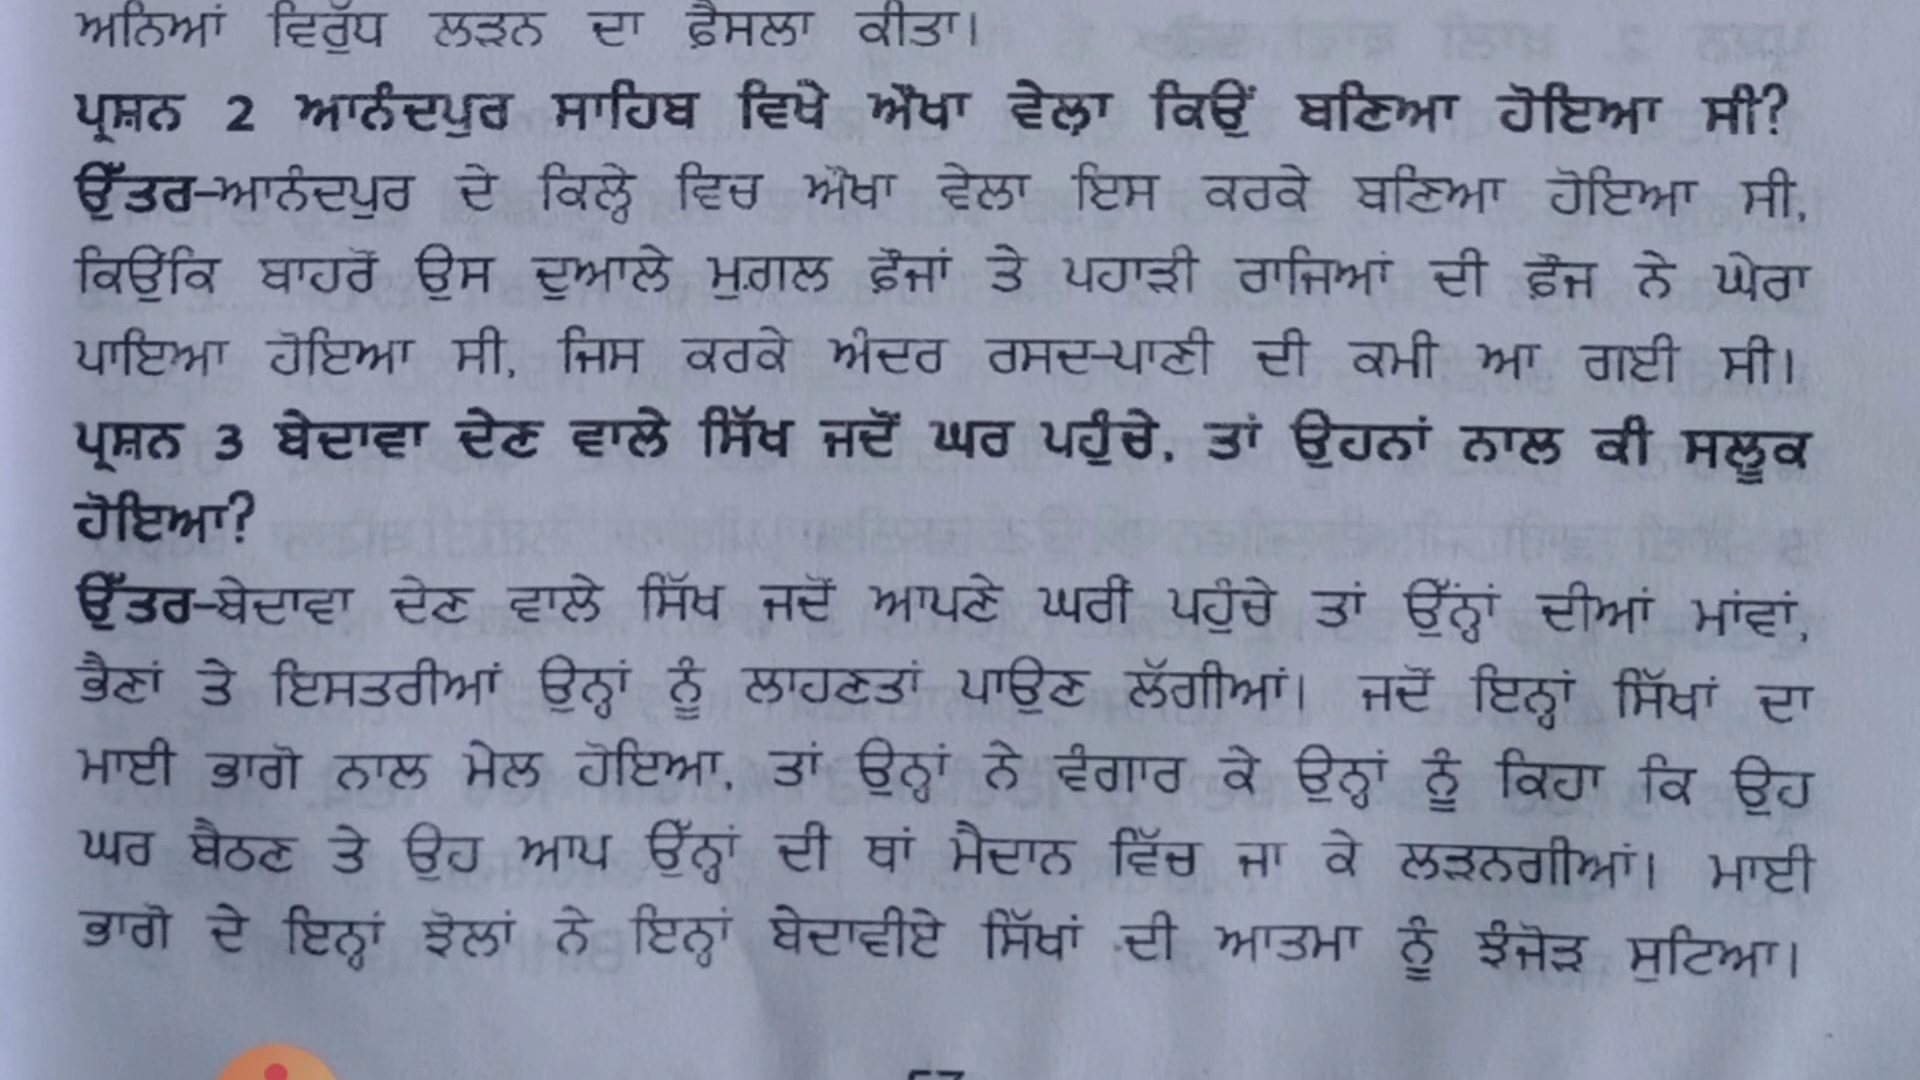 ਅਨਿਆਂ ਵਿਰੁੱਧ ਲੜਨ ਦਾ ਫ਼ੈਸਲਾ ਕੀਤਾ।
ਪ੍ਰਸ਼ਨ 2 ਆਨੰਦਪੁਰ ਸਾਹਿਬ ਵਿਖੇ ਔਖਾ ਵੇਲ਼ਾ ਕਿਉਂ ਬਣਿਆ ਹੋਇਆ ਸੀ?
ਉੱਤਰ-ਆਨੰਦਪੁਰ ਦੇ ਕਿਲ੍ਹੇ ਵਿਚ ਔਖਾ ਵੇਲਾ ਇਸ ਕਰਕੇ ਬਣਿਆ ਹੋਇਆ ਸੀ,
ਕਿਉਂਕਿ ਬਾਹਰੋਂ ਉਸ ਦੁਆਲੇ ਮੁਗ਼ਲ ਫ਼ੌਜਾਂ ਤੇ ਪਹਾੜੀ ਰਾਜਿਆਂ ਦੀ ਫ਼ੌਜ ਨੇ ਘੇਰਾ
ਪਾਇਆ ਹੋਇਆ ਸੀ, ਜਿਸ ਕਰਕੇ ਅੰਦਰ ਰਸਦ-ਪਾਣੀ ਦੀ ਕਮੀ ਆ ਗਈ ਸੀ।
ਪ੍ਰਸ਼ਨ 3 ਬੇਦਾਵਾ ਦੇਣ ਵਾਲੇ ਸਿੱਖ ਜਦੋਂ ਘਰ ਪਹੁੰਚੇ, ਤਾਂ ਉਹਨਾਂ ਨਾਲ ਕੀ ਸਲੂਕ
ਹੋਇਆ?
ਉੱਤਰ-ਬੇਦਾਵਾ ਦੇਣ ਵਾਲੇ ਸਿੱਖ ਜਦੋਂ ਆਪਣੇ ਘਰੀਂ ਪਹੁੰਚੇ ਤਾਂ ਉੱਨ੍ਹਾਂ ਦੀਆਂ ਮਾਂਵਾਂ,
ਭੈਣਾਂ ਤੇ ਇਸਤਰੀਆਂ ਉਨ੍ਹਾਂ ਨੂੰ ਲਾਹਣਤਾਂ ਪਾਉਣ ਲੱਗੀਆਂ। ਜਦੋਂ ਇਨ੍ਹਾਂ ਸਿੱਖਾਂ ਦਾ
ਮਾਈ ਭਾਗੋ ਨਾਲ ਮੇਲ ਹੋਇਆ, ਤਾਂ ਉਨ੍ਹਾਂ ਨੇ ਵੰਗਾਰ ਕੇ ਉਨ੍ਹਾਂ ਨੂੰ ਕਿਹਾ ਕਿ ਉਹ
ਘਰ ਬੈਠਣ ਤੇ ਉਹ ਆਪ ਉੱਨ੍ਹਾਂ ਦੀ ਥਾਂ ਮੈਦਾਨ ਵਿੱਚ ਜਾ ਕੇ ਲੜਨਗੀਆਂ। ਮਾਈ
ਭਾਗੋ ਦੇ ਇਨ੍ਹਾਂ ਝੋਲਾਂ ਨੇ ਇਨ੍ਹਾਂ ਬੇਦਾਵੀਏ ਸਿੱਖਾਂ ਦੀ ਆਤਮਾ ਨੂੰ ਝੰਜੋੜ ਸੁਟਿਆ।